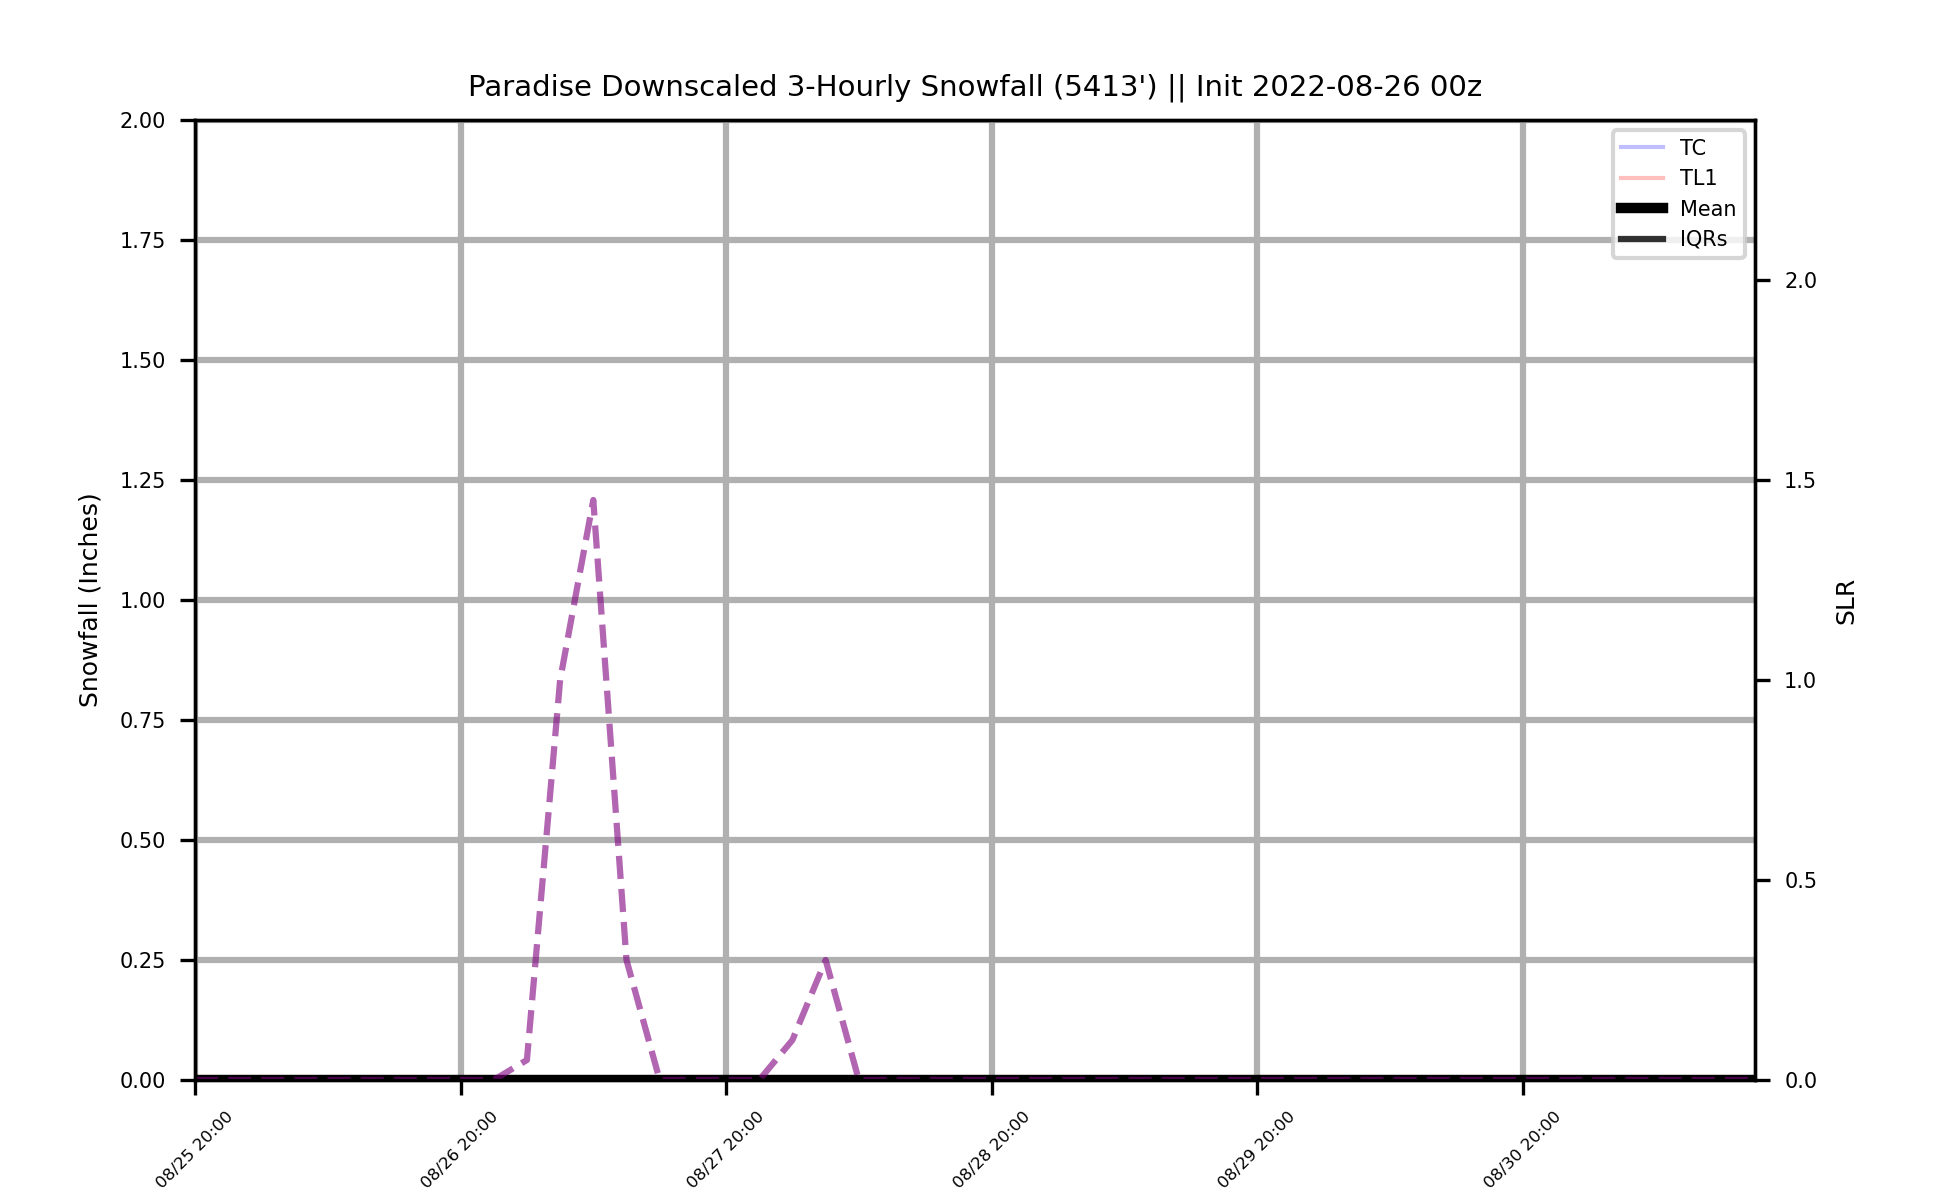 Paradise Downscaled 3-Hourly Snowfall (5413') || Init 2022-08-26 00z
TC
TL1
Mean
IQRs
Snowfall (Inches)
2.00
1.75
1.50
1.25
1.00
0.75
0.50
0.25
0.00
2.0
1.5
1.0
0.5
0.0
SLR
08/25 20:00
08/26 20:00
08/27 20:00
08/28 20:00
08/29 20:00
08/30 20:00